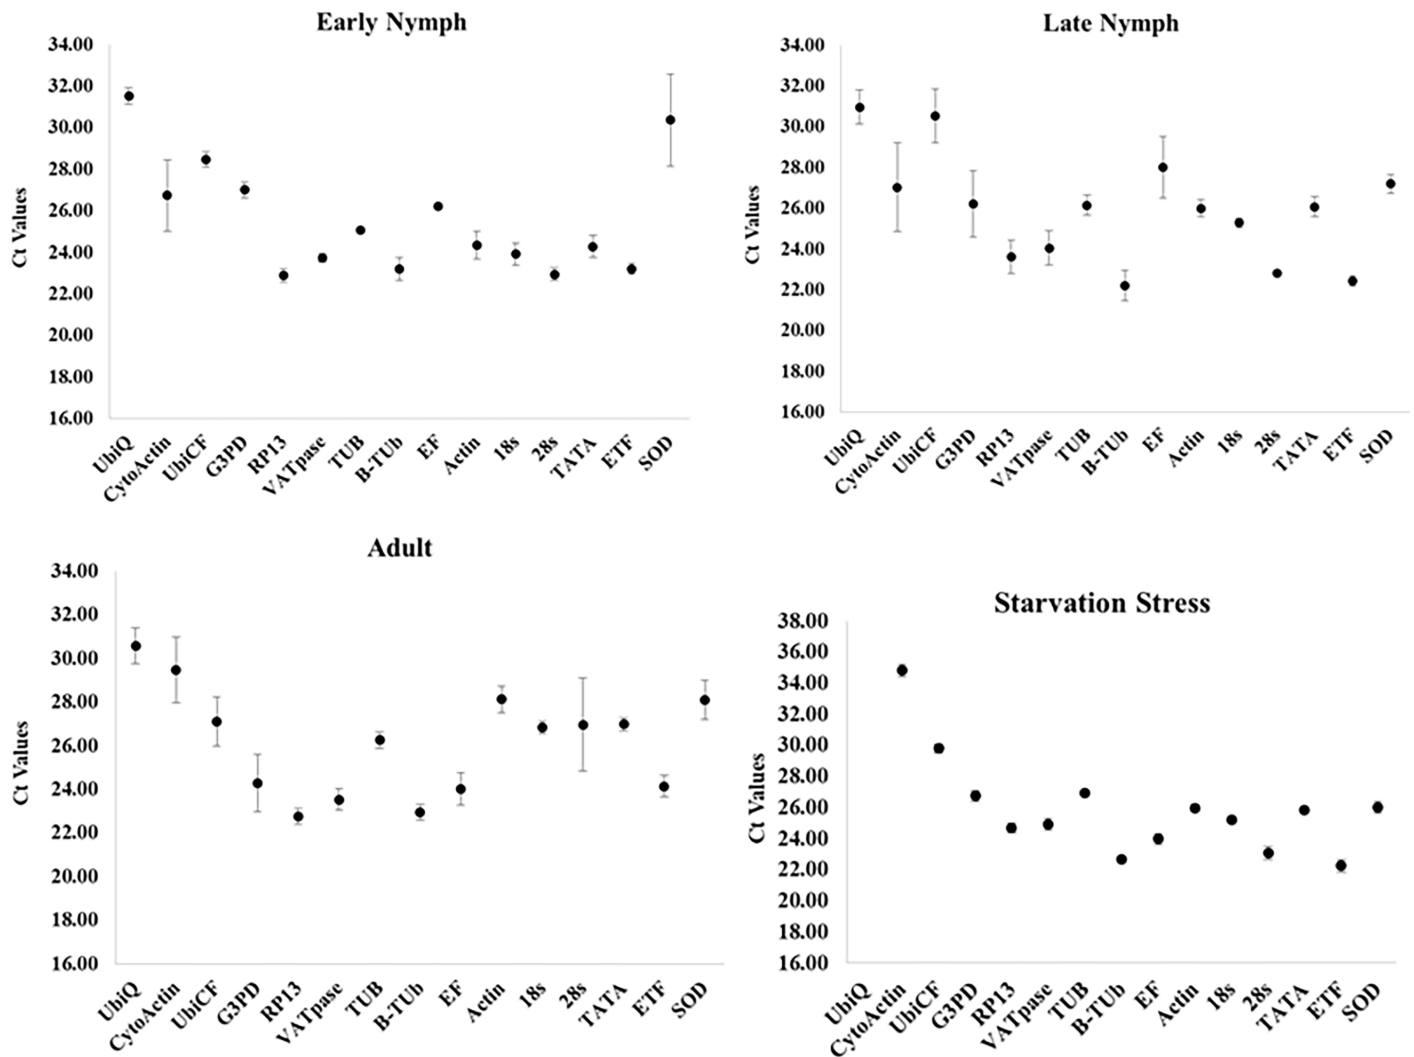 Early Nymph
34.00
32.00
30.00
28.00
26.00
24.00
22.00
20.00
18.00
16.00
Ct Values
UbiQ
CytoActin
UbiCF
G3PD
RP13
VATpase
TUB
B-TUb
EF
Actin
18s
28s
TATA
ETF
SOD
Late Nymph
34.00
32.00
30.00
28.00
26.00
24.00
22.00
20.00
18.00
16.00
Ct Values
UbiQ
CytoActin
UbiCF
G3PD
RP13
VATpase
TUB
B-TUb
EF
Actin
18s
28s
TATA
ETF
SOD
Adult
34.00
32.00
30.00
28.00
26.00
24.00
22.00
20.00
18.00
16.00
Ct Values
UbiQ
CytoActin
UbiCF
G3PD
RP13
VATpase
TUB
B-TUb
EF
Actin
18s
28s
TATA
ETF
SOD
Starvation Stress
38.00
36.00
34.00
32.00
30.00
28.00
26.00
24.00
22.00
20.00
18.00
16.00
Ct Values
UbiQ
CytoActin
UbiCF
G3PD
RP13
VATpase
TUB
B-TUb
EF
Actin
18s
28s
TATA
ETF
SOD